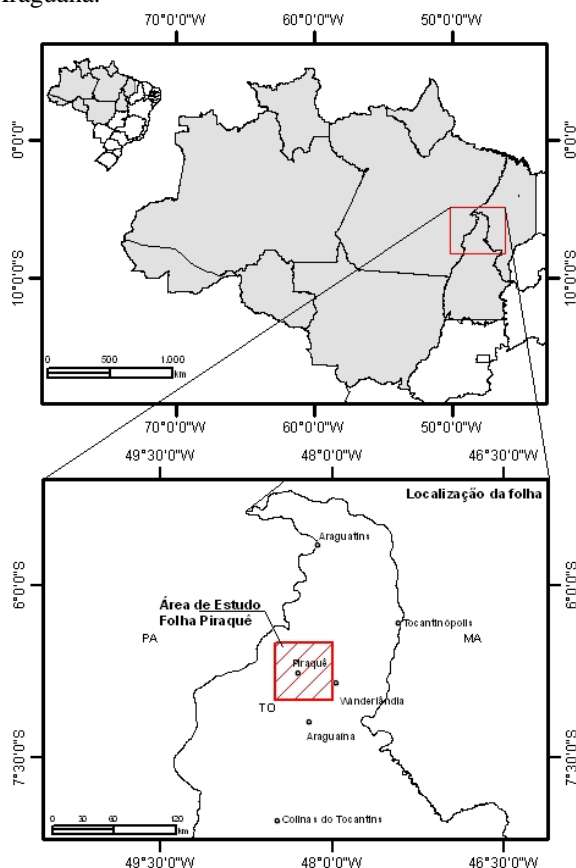 Araguana.
70°0'0"W 60°0'0"W 50°0'0"W
0°0'0"
0°0'0"
10°0'0"S
10°0'0"S
0 500 1.000
km
70°0'0"W 60°0'0"W 50°0'0"W
49°30'0"W 48°0'0"W 46°30'0"W
Localização da folha
Araguatins
6°0'0"S
6°0'0"S
Área de Estudo
Folha Piraquê
Tocantinópolis
PA
MA
Piraquê
Wanderlândia
TO
Araguaína
7°30'0"S
7°30'0"S
0 30 60 120
km
Colinas do Tocantins
49°30'0"W 48°0'0"W 46°30'0"W